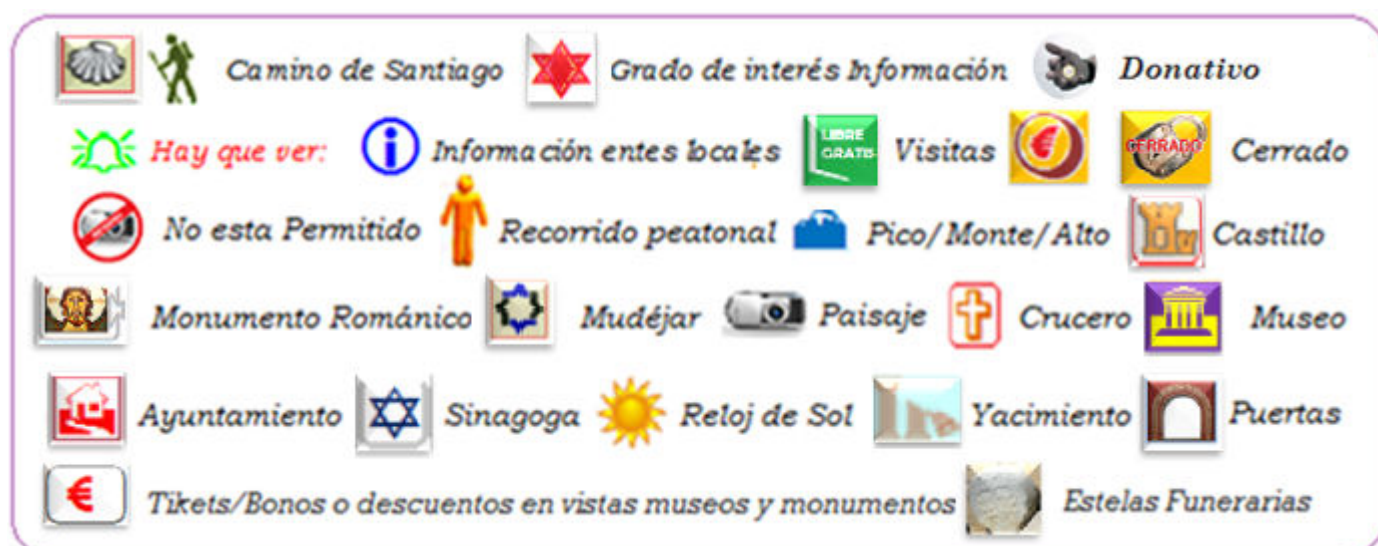 Camino de Santiago Grado de interés Información Donativo
Hay que ver: Información entes locales LIBRE GRATIS Visitas CERRADO Cerrado
No esta Permitido Recorrido peatonal Pico/Monte/Alto Castillo
Monumento Románico Mudéjar Paisaje Crucero Museo
Ayuntamiento Sinagoga Reloj de Sol Yacimiento Puertas
€ Tikets/Bonos o descuentos en vistas museos y monumentos Estelas Funerarias